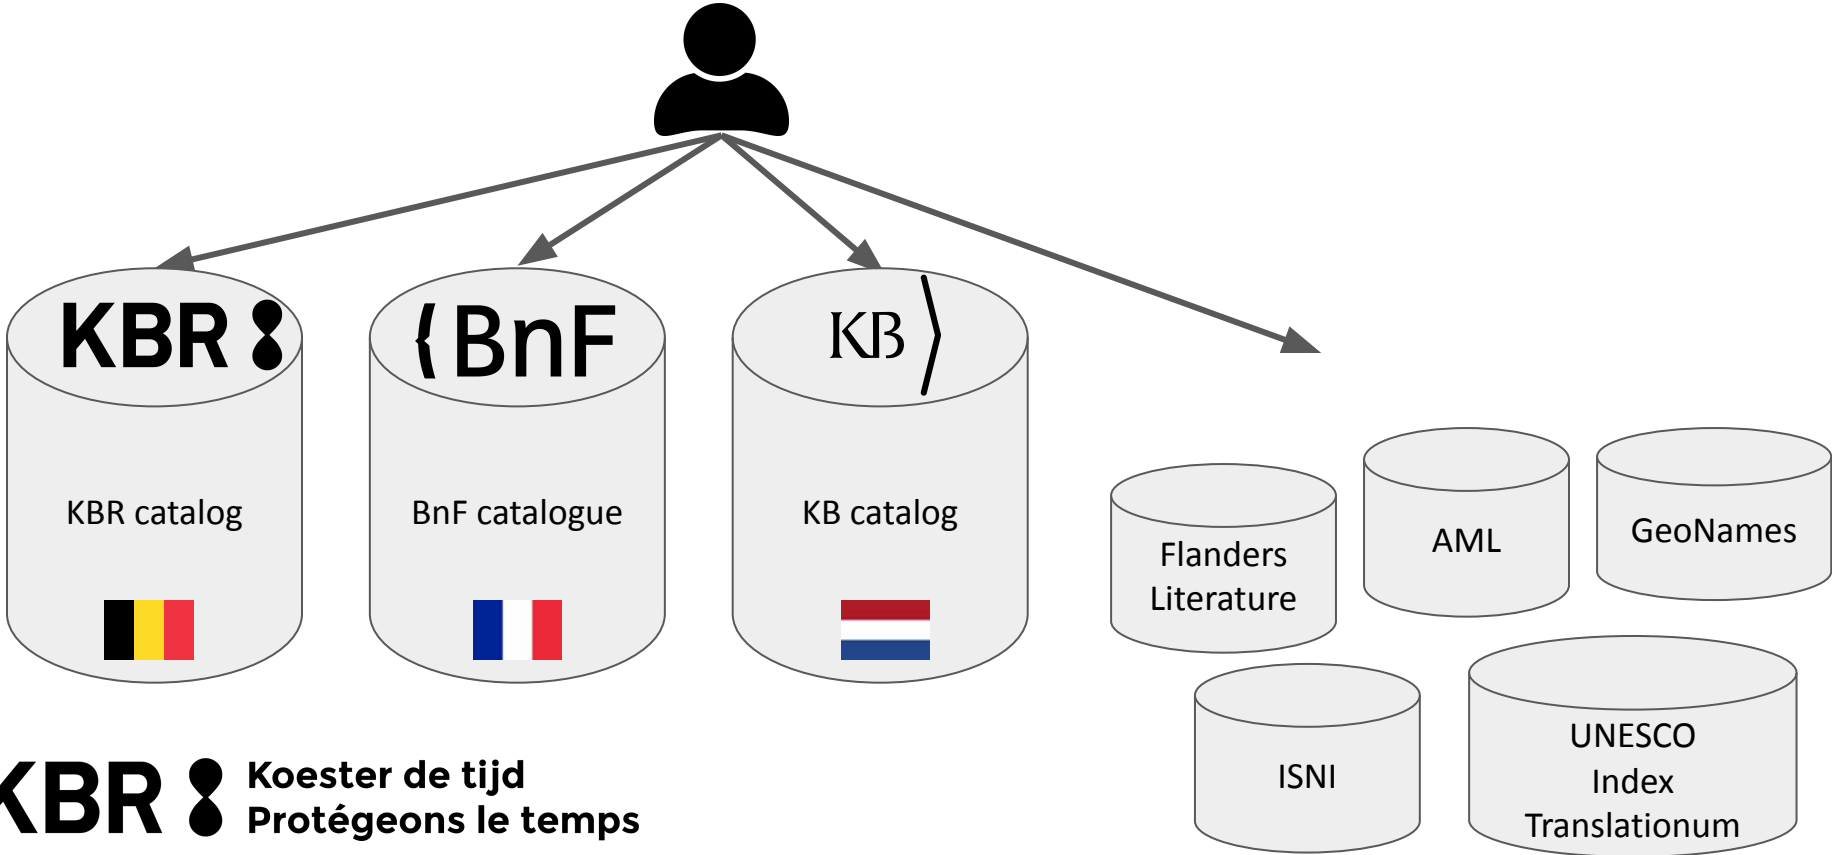 KBR
{BnF
KB
KBR catalog
BnF catalogue
KB catalog
Flanders
Literature
AML
GeoNames
ISNI
UNESCO
Index
Translationum
KBR
Koester de tijd
Protégeons le temps